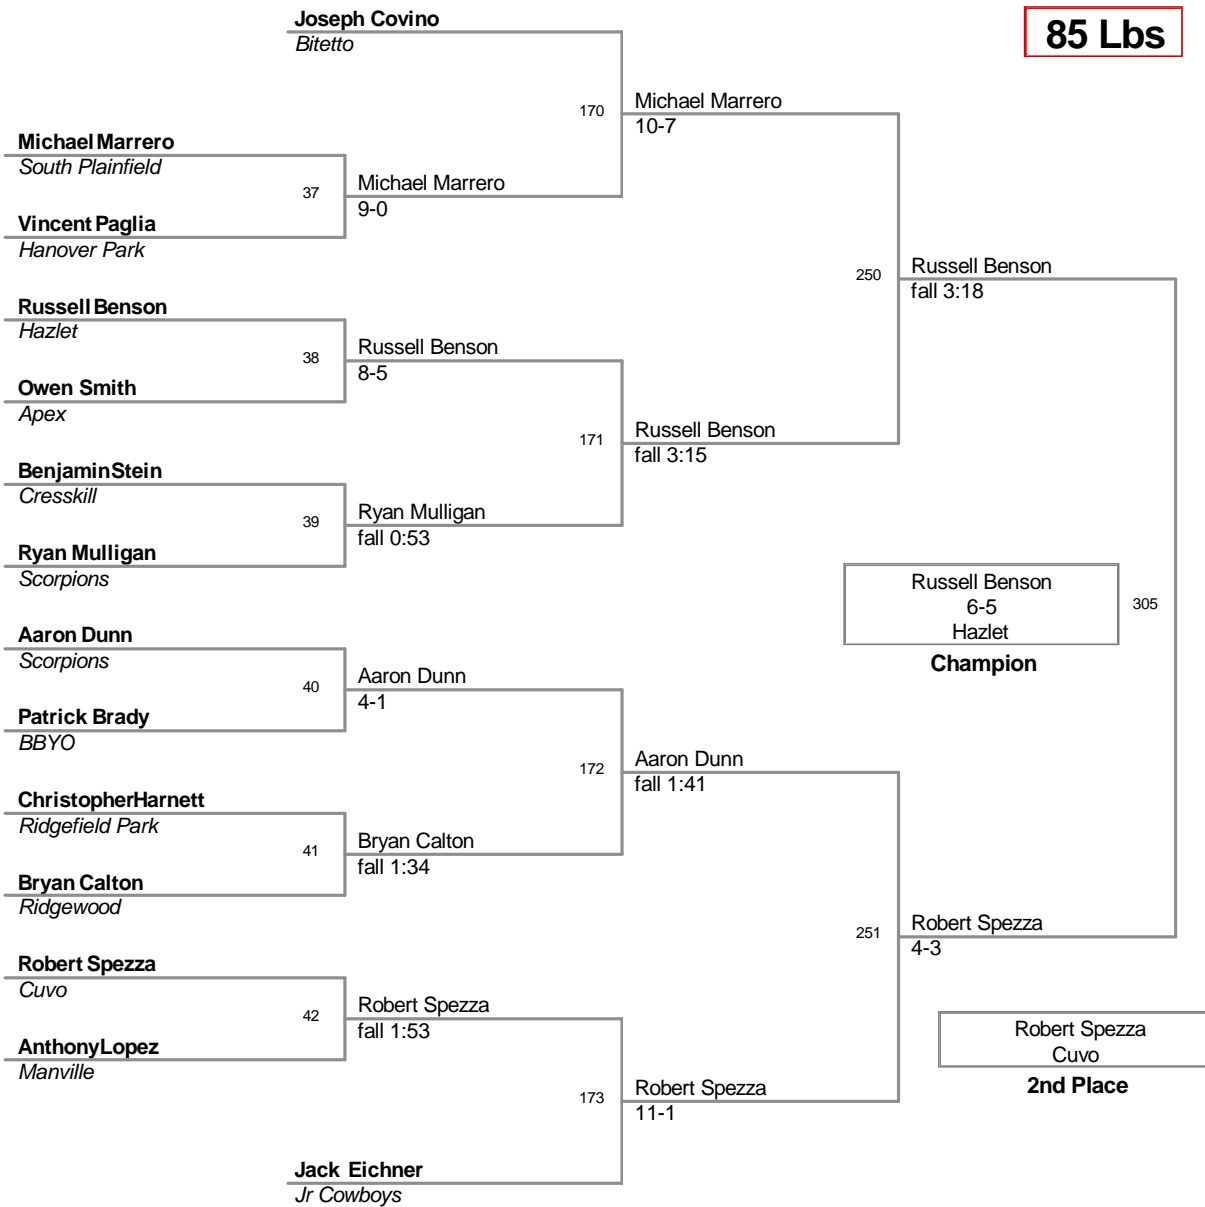 Joseph Covino
Bitetto
85 Lbs
170
Michael Marrero
10-7
Michael Marrero
South Plainfield
37
Michael Marrero
9-0
Vincent Paglia
Hanover Park
250
Russell Benson
fall 3:18
Russell Benson
Hazlet
38
Russell Benson
8-5
Owen Smith
Apex
171
Russell Benson
fall 3:15
Benjamin Stein
Cresskill
39
Ryan Mulligan
fall 0:53
Ryan Mulligan
Scorpions
Russell Benson
6-5
Hazlet
305
Champion
Aaron Dunn
Scorpions
40
Aaron Dunn
4-1
Patrick Brady
BBYO
172
Aaron Dunn
fall 1:41
Christopher Harnett
Ridgefield Park
41
Bryan Calton
fall 1:34
Bryan Calton
Ridgewood
251
Robert Spezza
4-3
Robert Spezza
Cuvo
42
Robert Spezza
fall 1:53
Anthony Lopez
Manville
Robert Spezza
Cuvo
2nd Place
173
Robert Spezza
11-1
Jack Eichner
Jr Cowboys